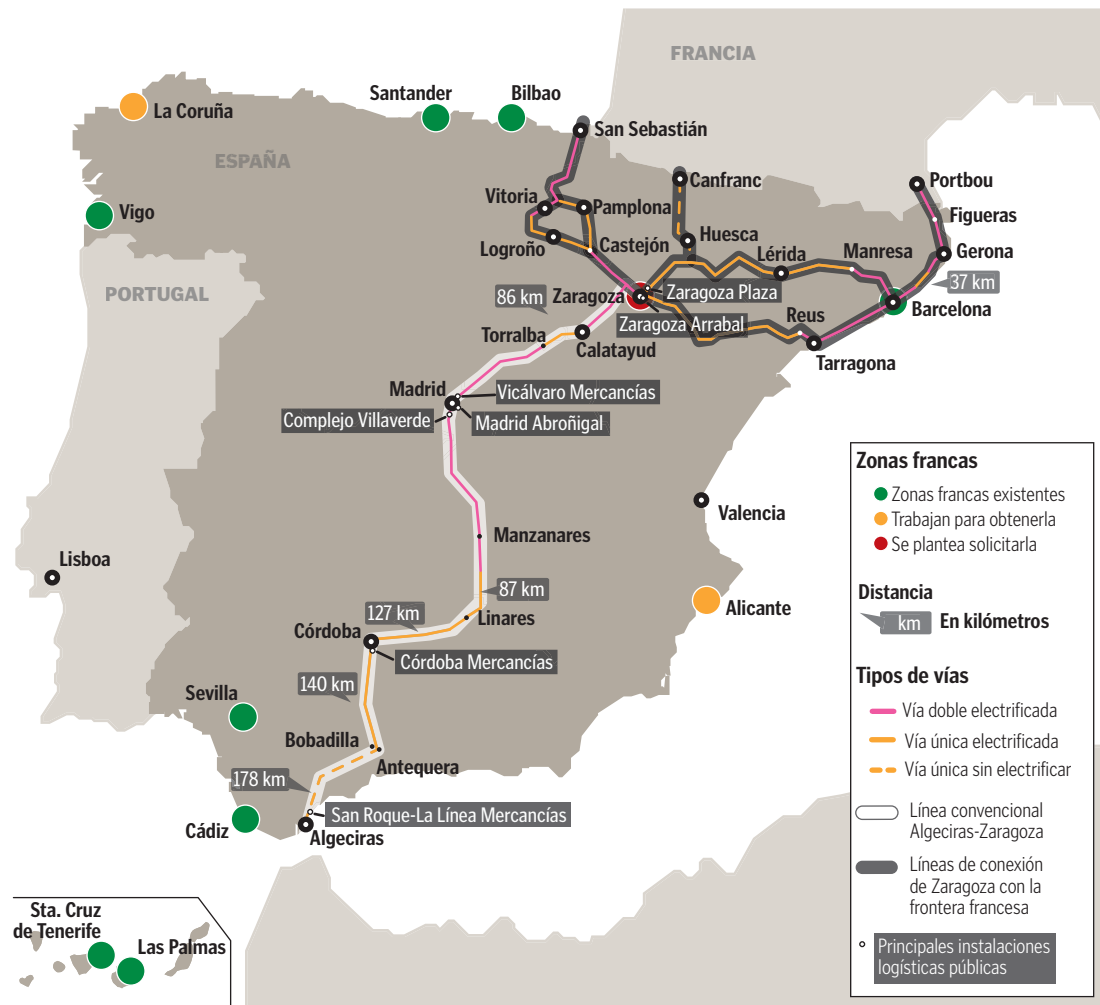 FRANCIA
La Coruña
Santander
Bilbao
San Sebastián
ESPAÑA
Canfranc
Portbou
Vitoria
Pamplona
Vigo
Figueras
Logroño
Castejón
Huesca
Lérida
Manresa
Gerona
PORTUGAL
86 km
Zaragoza
Zaragoza Plaza
37 km
Zaragoza Arrabal
Reus
Barcelona
Torralba
Calatayud
Tarragona
Madrid
Vicálvaro Mercancías
Complejo Villaverde
Madrid Abroñigal
Valencia
Manzanares
Lisboa
87 km
Alicante
127 km
Linares
Córdoba
Córdoba Mercancías
140 km
Sevilla
Bobadilla
Antequera
178 km
San Roque-La Línea Mercancías
Cádiz
Algeciras
Sta. Cruz
de Tenerife
Las Palmas
Zonas francas
Zonas francas existentes
Trabajan para obtenerla
Se plantea solicitarla
Distancia
km En kilómetros
Tipos de vías
Vía doble electrificada
Vía única electrificada
Vía única sin electrificar
Línea convencional
Algeciras-Zaragoza
Líneas de conexión
de Zaragoza con la
frontera francesa
Principales instalaciones
logísticas públicas